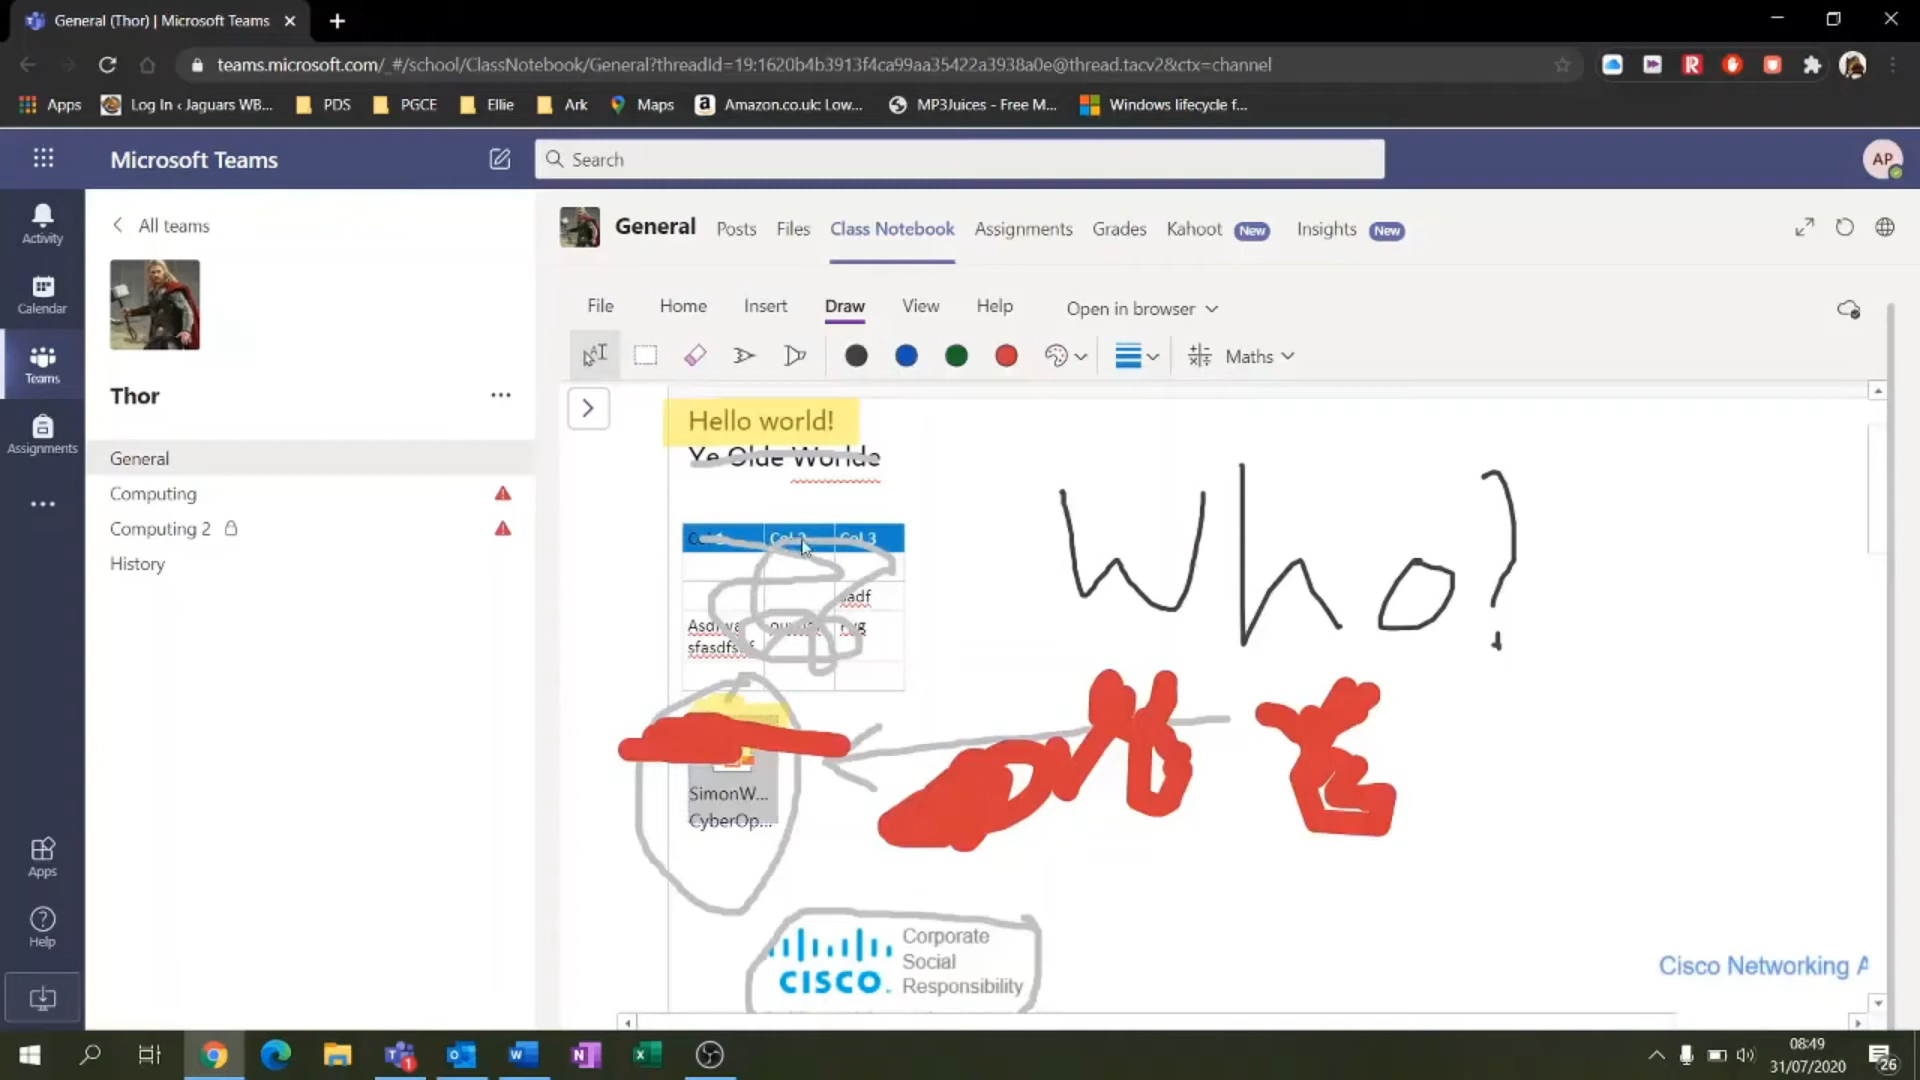 General (Thor) | Microsoft Teams
teams.microsoft.com/_#/school/ClassNotebook/General?threadId=19:1620b4b3913f4ca99aa35422a3938a0e@thread.tacv2&ctx=channel
Apps Log In ‹ Jaguars WB... PDS PGCE Ellie Ark Maps Amazon.co.uk: Low... MP3Juices - Free M... Windows lifecycle f...
Microsoft Teams
Search
AP
Activity
Calendar
Teams
Assignments
Apps
Help
All teams
Thor
General
Computing
Computing 2
History
General Posts Files Class Notebook Assignments Grades Kahoot New Insights New
File Home Insert Draw View Help Open in browser
Maths
Hello world!
Ye Olde Worlde
Col 1 Col 2 Col 3
Who?
SimonW...
CyberOp...
CISCO.
Corporate
Social
Responsibility
Cisco Networking A
08:49
31/07/2020
26
1